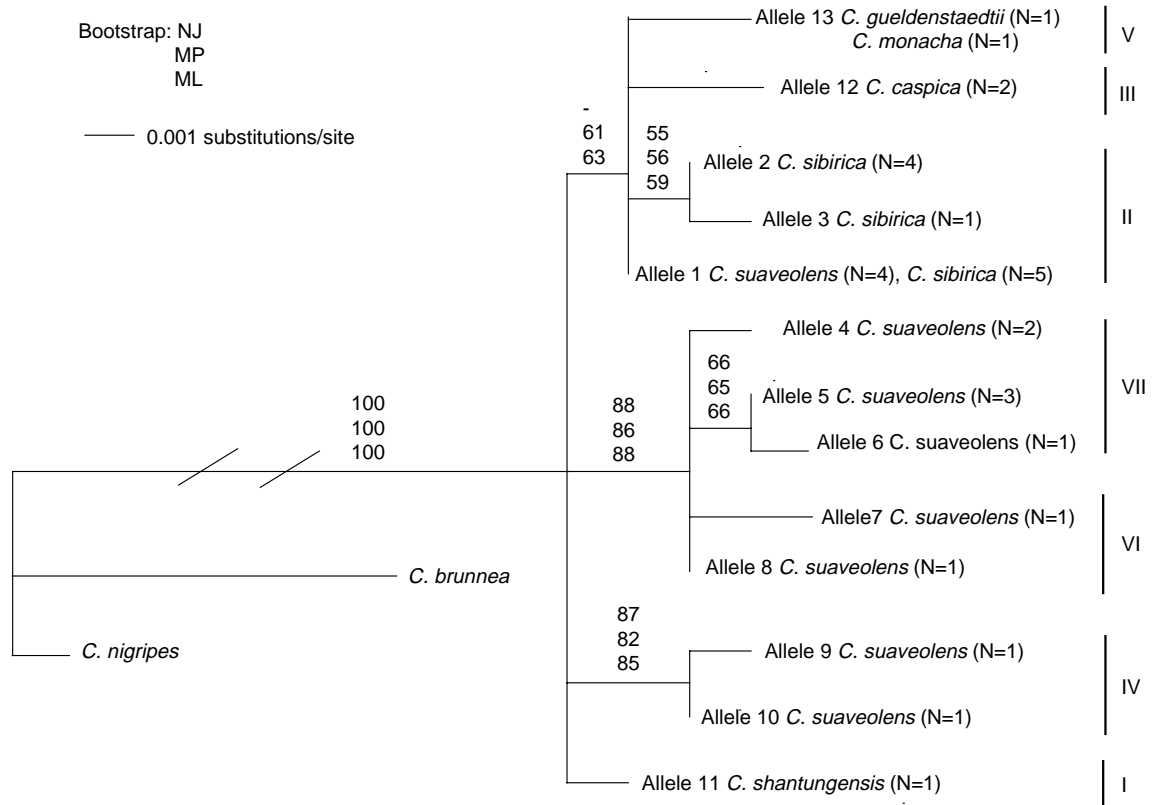 Bootstrap: NJ
MP
ML
0.001 substitutions/site
Allele 13 C. gueldenstaedtii (N=1)
C. monacha (N=1)
V
Allele 12 C. caspica (N=2)
III
-
61
63
55
56
59
Allele 2 C. sibirica (N=4)
Allele 3 C. sibirica (N=1)
II
Allele 1 C. suaveolens (N=4), C. sibirica (N=5)
Allele 4 C. suaveolens (N=2)
66
65
66
Allele 5 C. suaveolens (N=3)
VII
Allele 6 C. suaveolens (N=1)
100
100
100
88
86
88
Allele7 C. suaveolens (N=1)
VI
Allele 8 C. suaveolens (N=1)
C. brunnea
C. nigripes
87
82
85
Allele 9 C. suaveolens (N=1)
IV
Allele 10 C. suaveolens (N=1)
Allele 11 C. shantungensis (N=1)
I